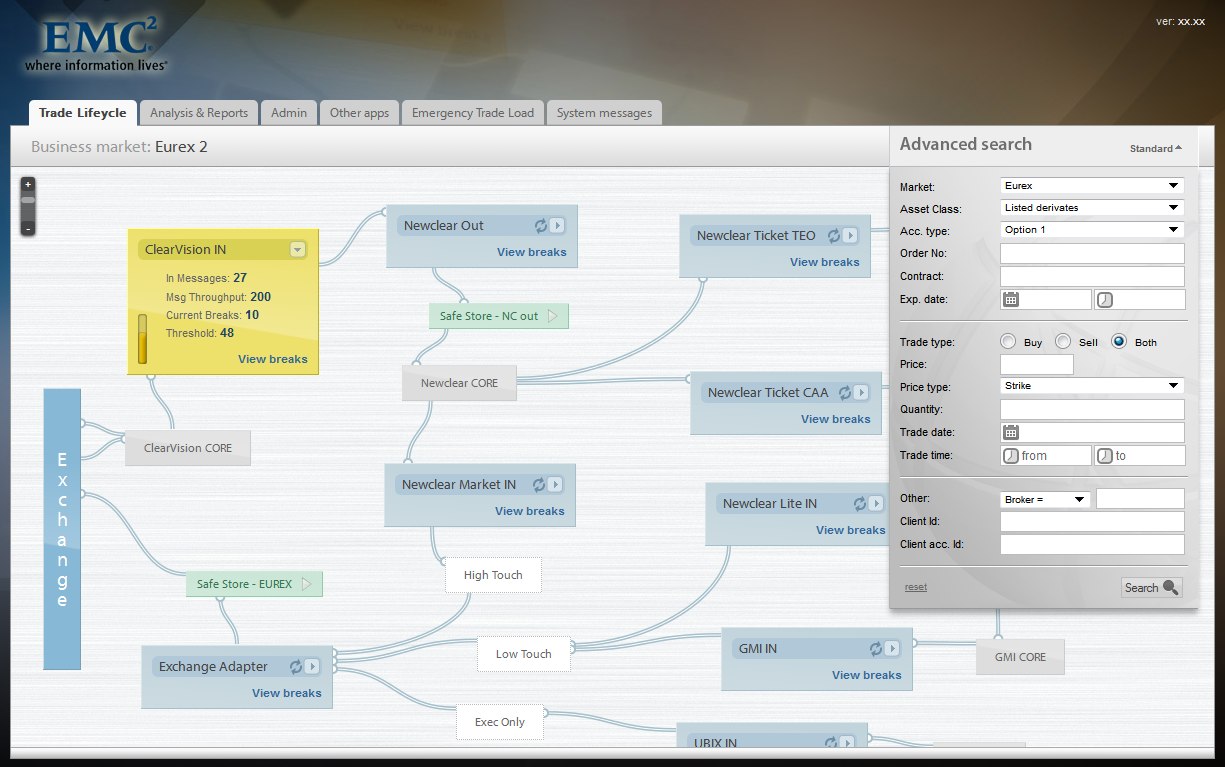 EMC²
where information lives®
ver: xx.xx
Trade Lifeycle
Analysis & Reports
Admin
Other apps
Emergency Trade Load
System messages
Business market: Eurex 2
+
-
ClearVision IN
In Messages: 27
Msg Throughput: 200
Current Breaks: 10
Threshold: 48
View breaks
Newclear Out
View breaks
Newclear Ticket TEO
View breaks
Safe Store - NC out
Newclear CORE
Newclear Ticket CAA
View breaks
Exchange
ClearVision CORE
Newclear Market IN
View breaks
Newclear Lite IN
View breaks
High Touch
Safe Store - EUREX
Low Touch
Exchange Adapter
View breaks
GMI IN
View breaks
GMI CORE
Exec Only
UBIX IN
Advanced search
Standard
Market: Eurex
Asset Class: Listed derivates
Acc. type: Option 1
Order No:
Contract:
Exp. date:
Trade type: Buy Sell Both
Price:
Price type: Strike
Quantity:
Trade date:
Trade time: from to
Other: Broker =
Client Id:
Client acc. Id:
reset
Search